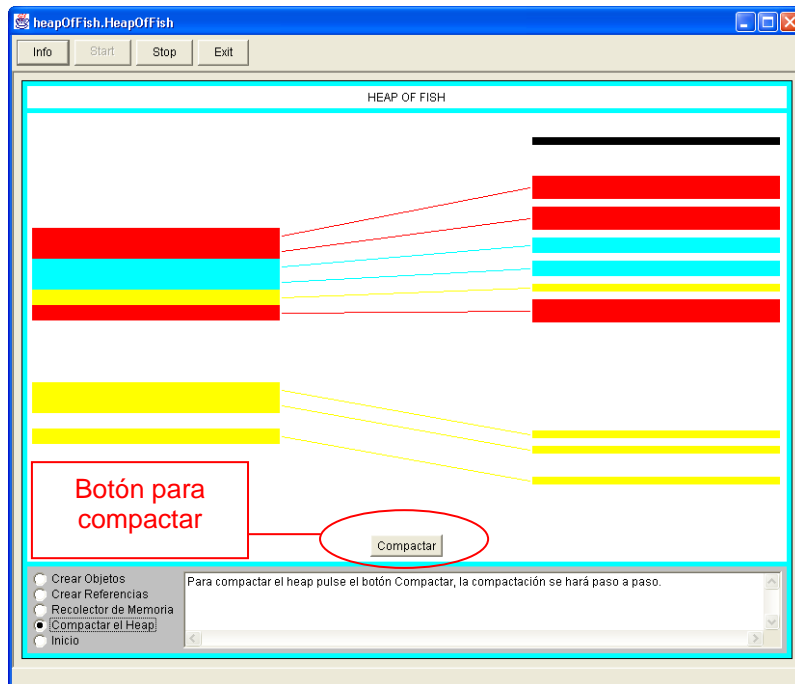 heapOfFish.HeapOfFish
Info Start Stop Exit
HEAP OF FISH
Botón para
compactar
Compactar
Crear Objetos
Crear Referencias
Recolector de Memoria
Compactar el Heap
Inicio
Para compactar el heap pulse el botón Compactar, la compactación se hará paso a paso.